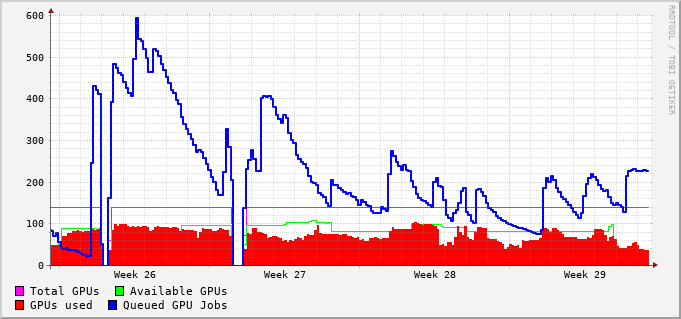 600
500
400
300
200
100
0
Week 26 Week 27 Week 28 Week 29
Total GPUs Available GPUs
GPUs used Queued GPU Jobs
RRDTOOL / TOBI OETIKER